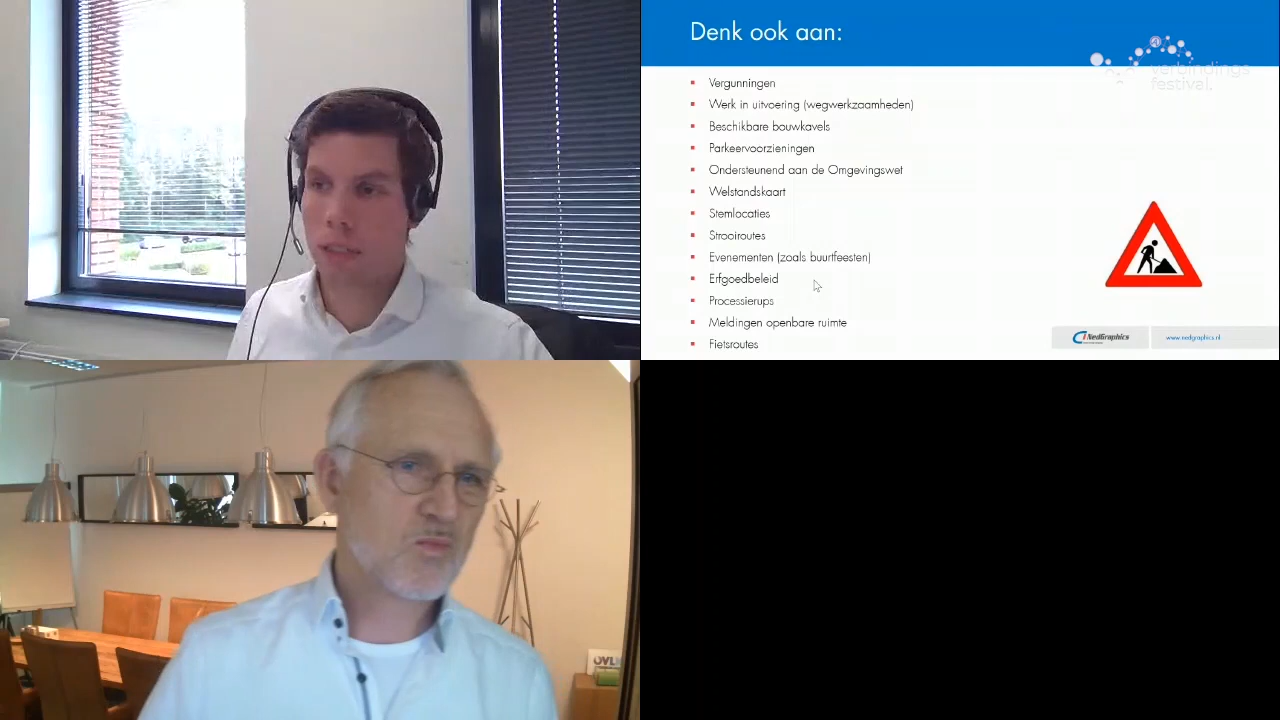 Denk ook aan:
verbindings
festival.
Vergunningen
Werk in uitvoering (wegwerkzaamheden)
Beschikbare bouwkavels
Parkeervoorzieningen
Ondersteunend aan de
Welstandskaart
Stemlocaties
Strooiroutes
Evenementen (zoals buurtfeesten)
Erfgoedbeleid
Processierups
Meldingen openbare ruimte
Fietsroutes
NedGraphics
www.nedgraphics.nl